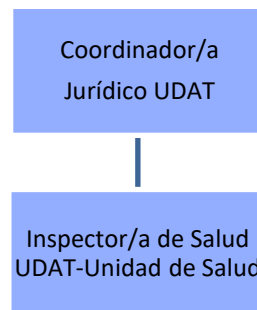 Coordinador/a
Jurídico UDAT
Inspector/a de Salud
UDAT-Unidad de Salud